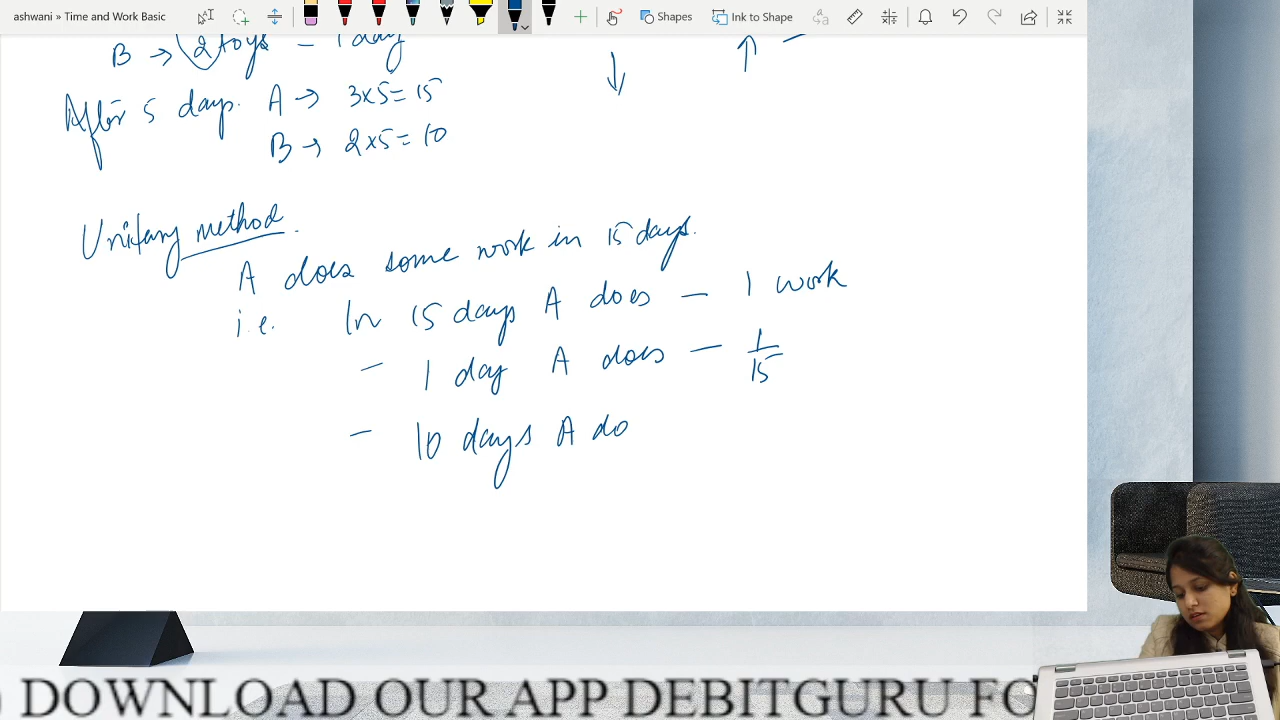 ashwani » Time and Work Basic
Shapes
Ink to Shape
B → 2 toys – 1 day
After 5 days. A → 3×5=15
B → 2×5=10
Unitary method.
A does some work in 15 days.
i.e. In 15 days A does – 1 work
– 1 day A does – 1/15
– 10 days A do
DOWNLOAD OUR APP DEBITGURU FO